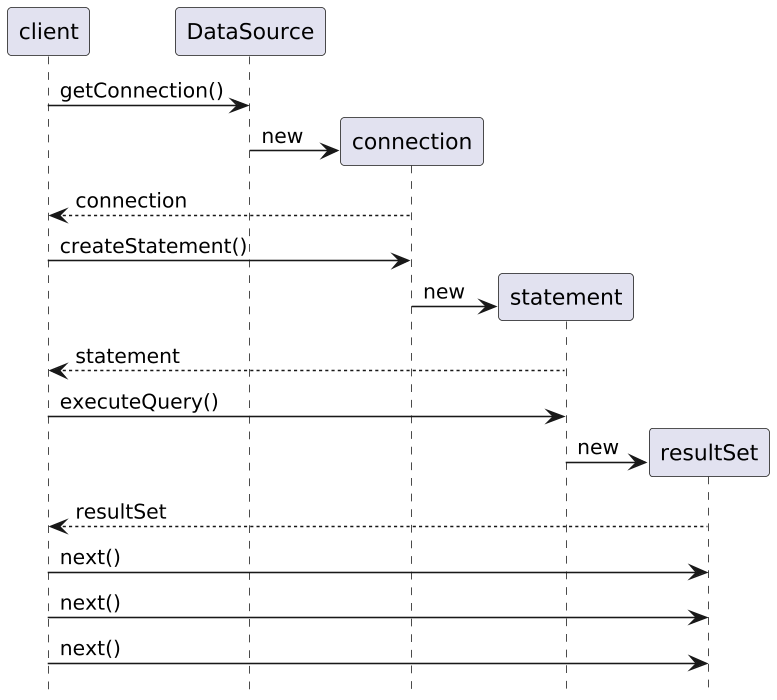 client
DataSource
getConnection()
new
connection
connection
createStatement()
new
statement
statement
executeQuery()
new
resultSet
resultSet
next()
next()
next()